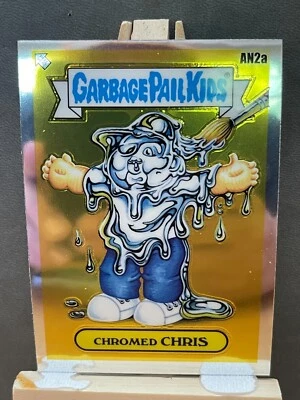 AN2a
GARBAGE PAIL KIDS
CHROMED CHRIS